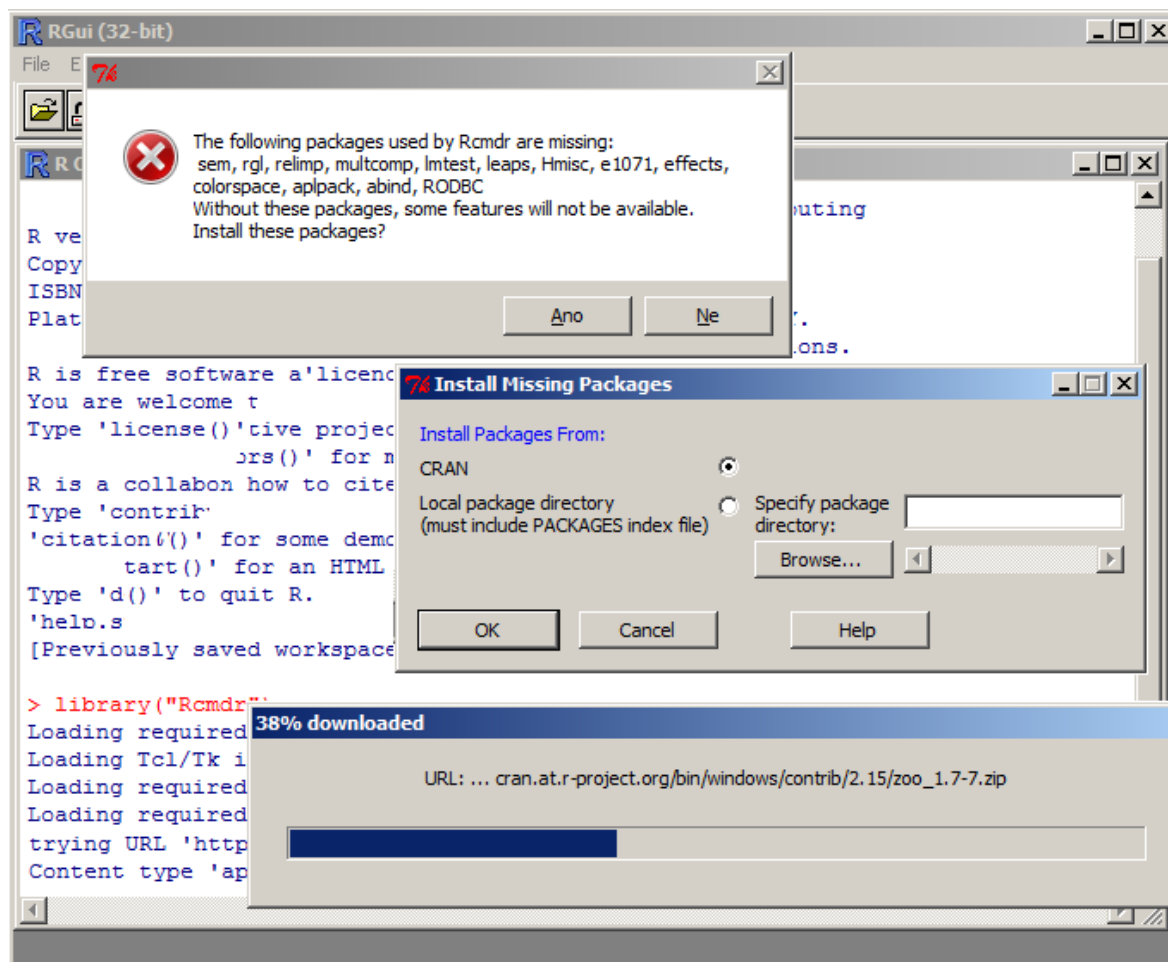 RGui (32-bit)
File E
The following packages used by Rcmdr are missing:
sem, rgl, relimp, multcomp, lmtest, leaps, Hmisc, e1071, effects,
colorspace, aplpack, abind, RODBC
Without these packages, some features will not be available.
Install these packages?
Ano Ne
R
uting
R ve
Copy
ISBN
Plat
ons.
R is free software a'licenc
You are welcome t
Type 'license()'tive projec
ors()' for m
R is a collabon how to cite
Type 'contrib
'citation()' for some demo
tart()' for an HTML
Type 'd()' to quit R.
'help.s
[Previously saved workspace
Install Missing Packages
Install Packages From:
CRAN
Local package directory
(must include PACKAGES index file)
Specify package
directory:
Browse...
OK Cancel Help
> library("Rcmdr")
Loading required
Loading Tcl/Tk i
Loading required
Loading required
trying URL 'http
Content type 'ap
38% downloaded
URL: ... cran.at.r-project.org/bin/windows/contrib/2.15/zoo_1.7-7.zip